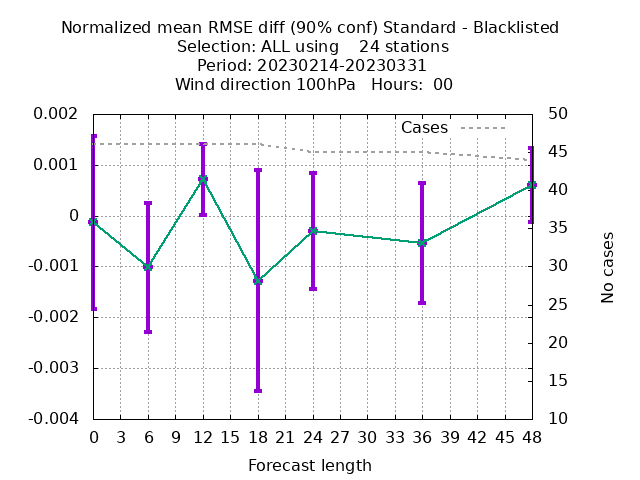 Normalized mean RMSE diff (90% conf) Standard - Blacklisted
Selection: ALL using    24 stations
Period: 20230214-20230331
Wind direction 100hPa   Hours:  00
Cases
0.002
0.001
0
-0.001
-0.002
-0.003
-0.004
50
45
40
35
30
25
20
15
10
No cases
0 3 6 9 12 15 18 21 24 27 30 33 36 39 42 45 48
Forecast length